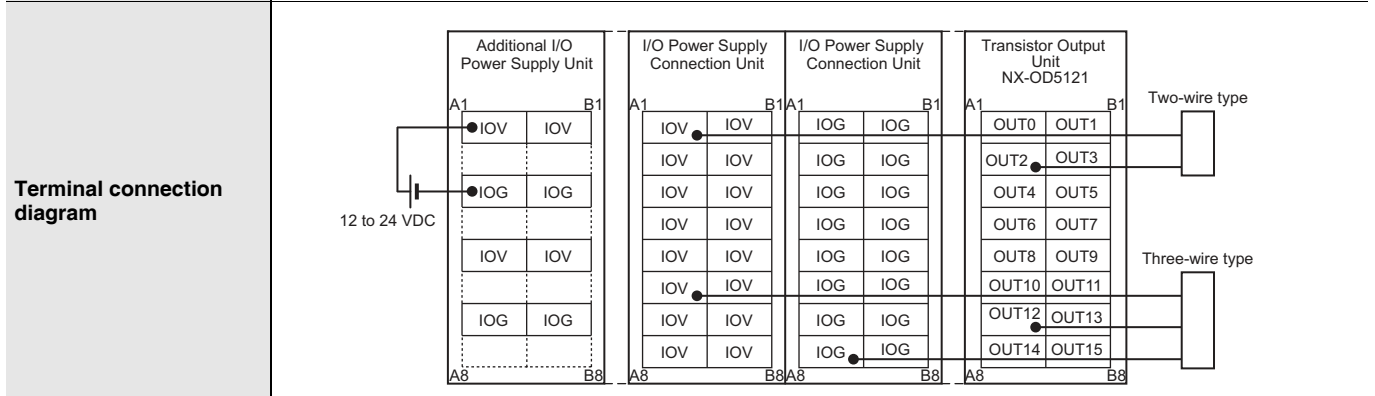 Terminal connection
diagram
Additional I/O
Power Supply Unit
I/O Power Supply
Connection Unit
I/O Power Supply
Connection Unit
Transistor Output
Unit
NX-OD5121
A1 B1 A1 B1 A1 B1 A1 B1
Two-wire type
IOV IOV IOV IOV IOG IOG OUT0 OUT1
IOV IOV IOG IOG OUT2 OUT3
IOG IOG IOV IOV IOG IOG OUT4 OUT5
12 to 24 VDC
IOV IOV IOG IOG OUT6 OUT7
IOV IOV IOV IOV IOG IOG OUT8 OUT9
Three-wire type
IOV IOV IOG IOG OUT10 OUT11
IOG IOG IOV IOV IOG IOG OUT12 OUT13
IOV IOV IOG IOG OUT14 OUT15
A8 B8 A8 B8 A8 B8 A8 B8